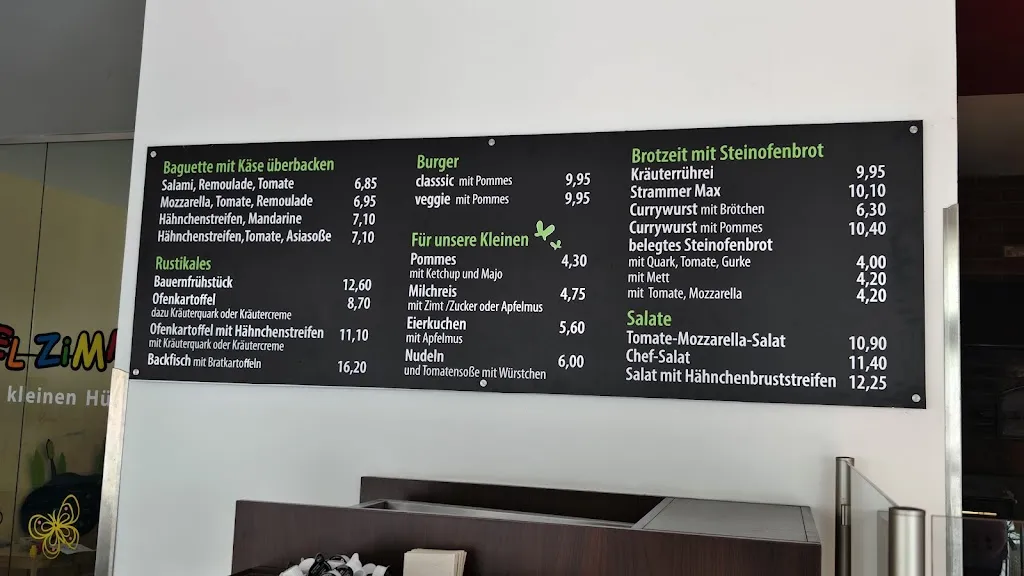 Baguette mit Käse überbacken
Salami, Remoulade, Tomate 6,85
Mozzarella, Tomate, Remoulade 6,95
Hähnchenstreifen, Mandarine 7,10
Hähnchenstreifen,Tomate, Asiasoße 7,10
Rustikales
Bauernfrühstück 12,60
Ofenkartoffel 8,70
dazu Kräuterquark oder Kräutercreme
Ofenkartoffel mit Hähnchenstreifen 11,10
mit Kräuterquark oder Kräutercreme
Backfisch mit Bratkartoffeln 16,20
Burger
classsic mit Pommes 9,95
veggie mit Pommes 9,95
Für unsere Kleinen
Pommes 4,30
mit Ketchup und Majo
Milchreis 4,75
mit Zimt /Zucker oder Apfelmus
Eierkuchen 5,60
mit Apfelmus
Nudeln 6,00
und Tomatensoße mit Würstchen
Brotzeit mit Steinofenbrot
Kräuterrührei 9,95
Strammer Max 10,10
Currywurst mit Brötchen 6,30
Currywurst mit Pommes 10,40
belegtes Steinofenbrot
mit Quark, Tomate, Gurke 4,00
mit Mett 4,20
mit Tomate, Mozzarella 4,20
Salate
Tomate-Mozzarella-Salat 10,90
Chef-Salat 11,40
Salat mit Hähnchenbruststreifen 12,25
EL ZiM
kleinen Hü